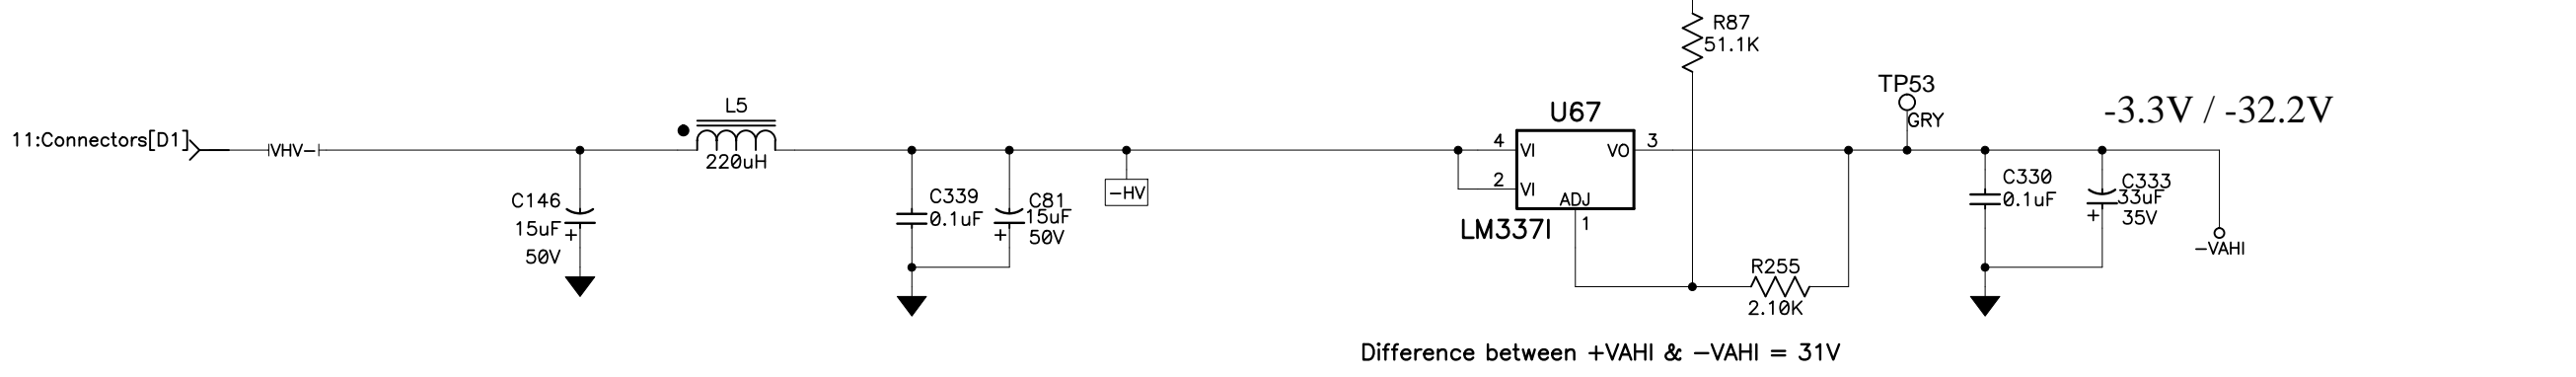 R87
51.1K
TP53
GRY
-3.3V / -32.2V
L5
220uH
U67
11:Connectors[D1]
VHV-
4
VI
VO
3
2
VI
ADJ
1
LM337I
C146
15uF
+
50V
C339
0.1uF
C81
15uF
+
50V
-HV
C330
0.1uF
C333
33uF
+
35V
-VAHI
R255
2.10K
Difference between +VAHI & -VAHI = 31V